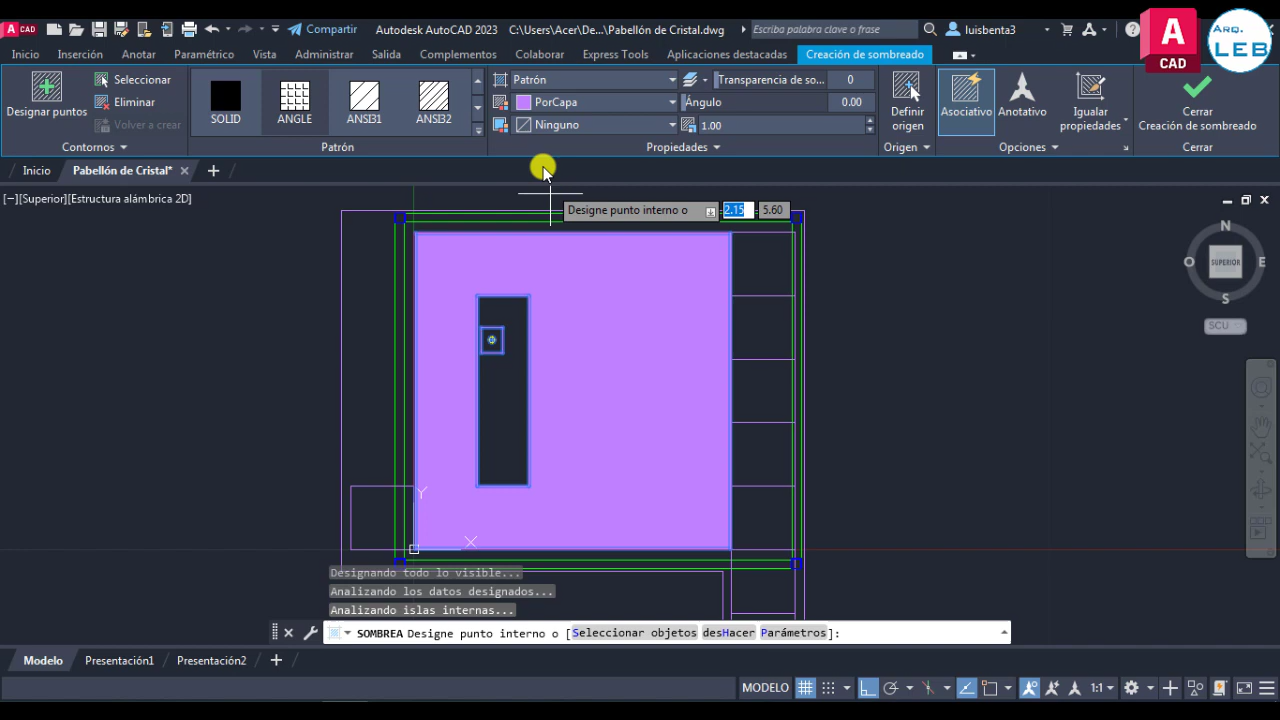 A CAD
Compartir
Autodesk AutoCAD 2023 C:\Users\Acer\De...\Pabellón de Cristal.dwg
Escriba palabra clave o frase
luisbenta3
A CAD
ARQ. LEB
Inicio Inserción Anotar Paramétrico Vista Administrar Salida Complementos Colaborar Express Tools Aplicaciones destacadas Creación de sombreado
Designar puntos
Seleccionar
Eliminar
Volver a crear
Contornos
SOLID ANGLE ANSI31 ANSI32
Patrón
Patrón
PorCapa
Ninguno
Transparencia de so... 0
Ángulo 0.00
1.00
Propiedades
Definir origen
Origen
Asociativo
Anotativo
Igualar propiedades
Opciones
Cerrar Creación de sombreado
Cerrar
Inicio Pabellón de Cristal*
[−][Superior][Estructura alámbrica 2D]
Designe punto interno o 2.15 5.60
N
O SUPERIOR E
S
SCU
Y
X
Designando todo lo visible...
Analizando los datos designados...
Analizando islas internas...
SOMBREA Designe punto interno o [Seleccionar objetos desHacer Parámetros]:
Modelo Presentación1 Presentación2
MODELO
1:1